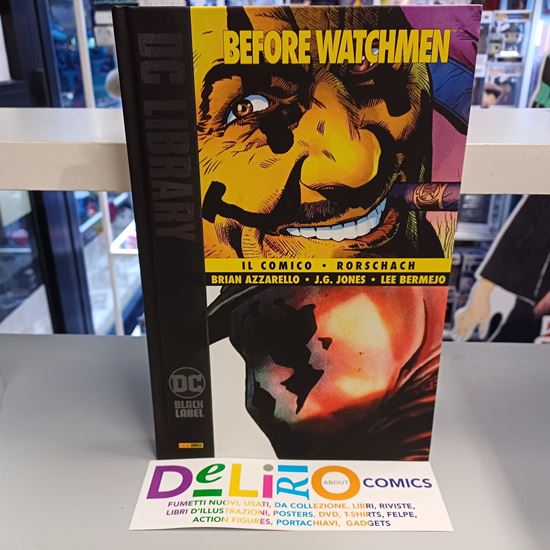 DC LIBRARY
BEFORE WATCHMEN
IL COMICO • RORSCHACH
BRIAN AZZARELLO • J.G. JONES • LEE BERMEJO
DC
BLACK LABEL
DeLiRiO ABOUT COMICS
FUMETTI NUOVI, USATI, DA COLLEZIONE, LIBRI, RIVISTE,
LIBRI D'ILLUSTRAZIONI, POSTERS, DVD, T-SHIRTS, FELPE,
ACTION FIGURES, PORTACHIAVI, GADGETS